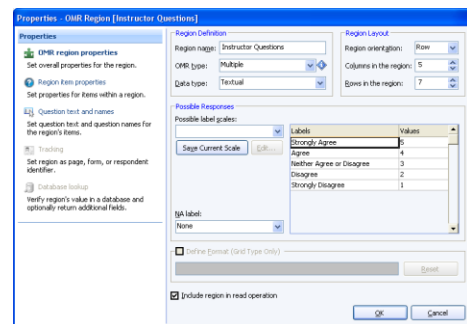 Properties - OMR Region [Instructor Questions]
Properties
OMR region properties
Set overall properties for the region.
Region item properties
Set properties for items within a region.
Question text and names
Set question text and question names for
the region's items.
Tracking
Set region as page, form, or respondent
identifier.
Database lookup
Verify region's value in a database and
optionally return additional fields.
Region Definition
Region name: Instructor Questions
OMR type: Multiple
Data type: Textual
Region Layout
Region orientation: Row
Columns in the region: 5
Rows in the region: 7
Possible Responses
Possible label scales:
Save Current Scale Edit...
NA label:
None
Labels Values
Strongly Agree 5
Agree 4
Neither Agree or Disagree 3
Disagree 2
Strongly Disagree 1
Define Format (Grid Type Only)
Reset
Include region in read operation
OK Cancel